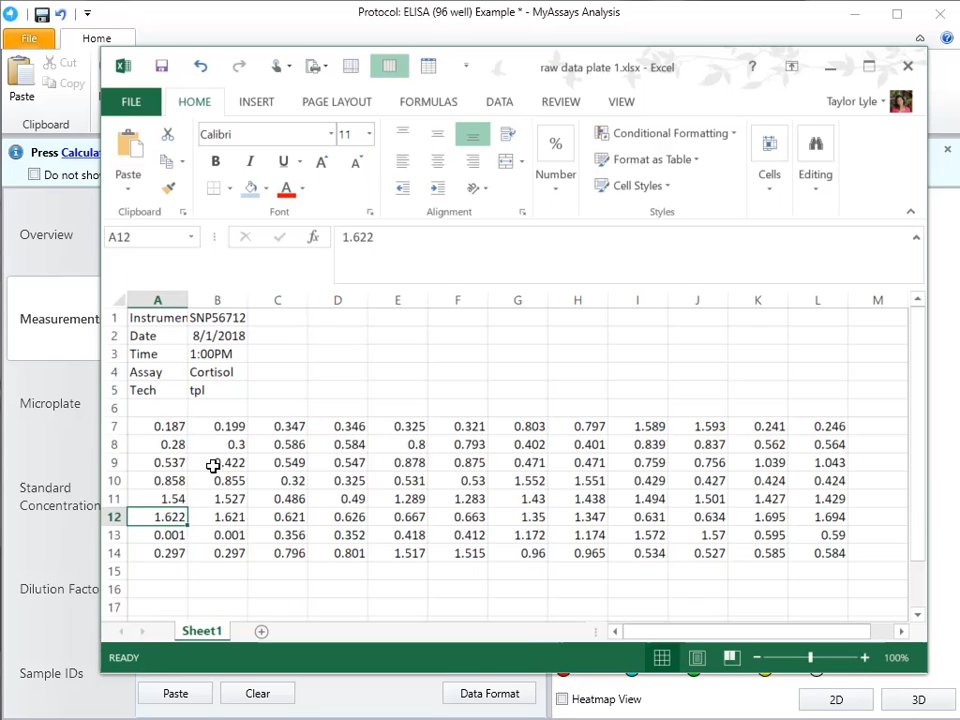 Protocol: ELISA (96 well) Example * - MyAssays Analysis
File Home
Paste Cut
Copy
Clipboard
Press Calcula
Do not sho
Overview
Measurement
Microplate
Standard
Concentration
Dilution Facto
Sample IDs
raw data plate 1.xlsx - Excel
FILE HOME INSERT PAGE LAYOUT FORMULAS DATA REVIEW VIEW Taylor Lyle
Paste
Calibri 11
B I U A A
A
% Number
Conditional Formatting
Format as Table
Cell Styles
Cells Editing
Clipboard Font Alignment Styles
A12 fx 1.622
A B C D E F G H I J K L M
1 Instrumen SNP56712
2 Date 8/1/2018
3 Time 1:00PM
4 Assay Cortisol
5 Tech tpl
6
7 0.187 0.199 0.347 0.346 0.325 0.321 0.803 0.797 1.589 1.593 0.241 0.246
8 0.28 0.3 0.586 0.584 0.8 0.793 0.402 0.401 0.839 0.837 0.562 0.564
9 0.537 .422 0.549 0.547 0.878 0.875 0.471 0.471 0.759 0.756 1.039 1.043
10 0.858 0.855 0.32 0.325 0.531 0.53 1.552 1.551 0.429 0.427 0.424 0.424
11 1.54 1.527 0.486 0.49 1.289 1.283 1.43 1.438 1.494 1.501 1.427 1.429
12 1.622 1.621 0.621 0.626 0.667 0.663 1.35 1.347 0.631 0.634 1.695 1.694
13 0.001 0.001 0.356 0.352 0.418 0.412 1.172 1.174 1.572 1.57 0.595 0.59
14 0.297 0.297 0.796 0.801 1.517 1.515 0.96 0.965 0.534 0.527 0.585 0.584
15
16
17
Sheet1
READY 100%
Paste Clear Data Format Heatmap View 2D 3D